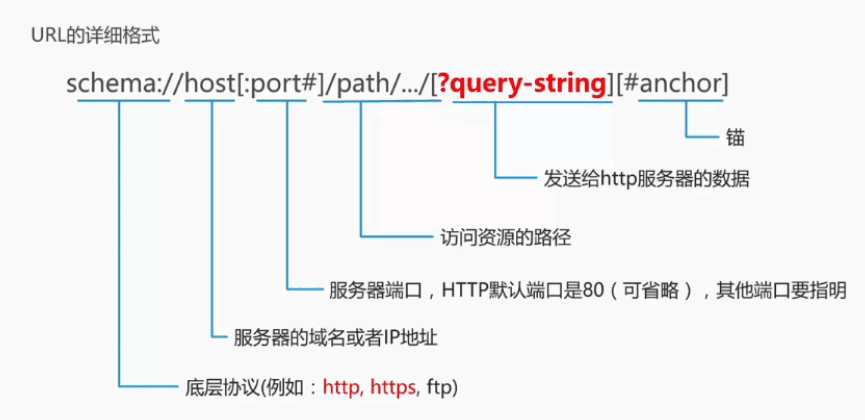 URL的详细格式
schema://host[:port#]/path/.../[?query-string][#anchor]
锚
发送给http服务器的数据
访问资源的路径
服务器端口，HTTP默认端口是80（可省略），其他端口要指明
服务器的域名或者IP地址
底层协议(例如：http, https, ftp)